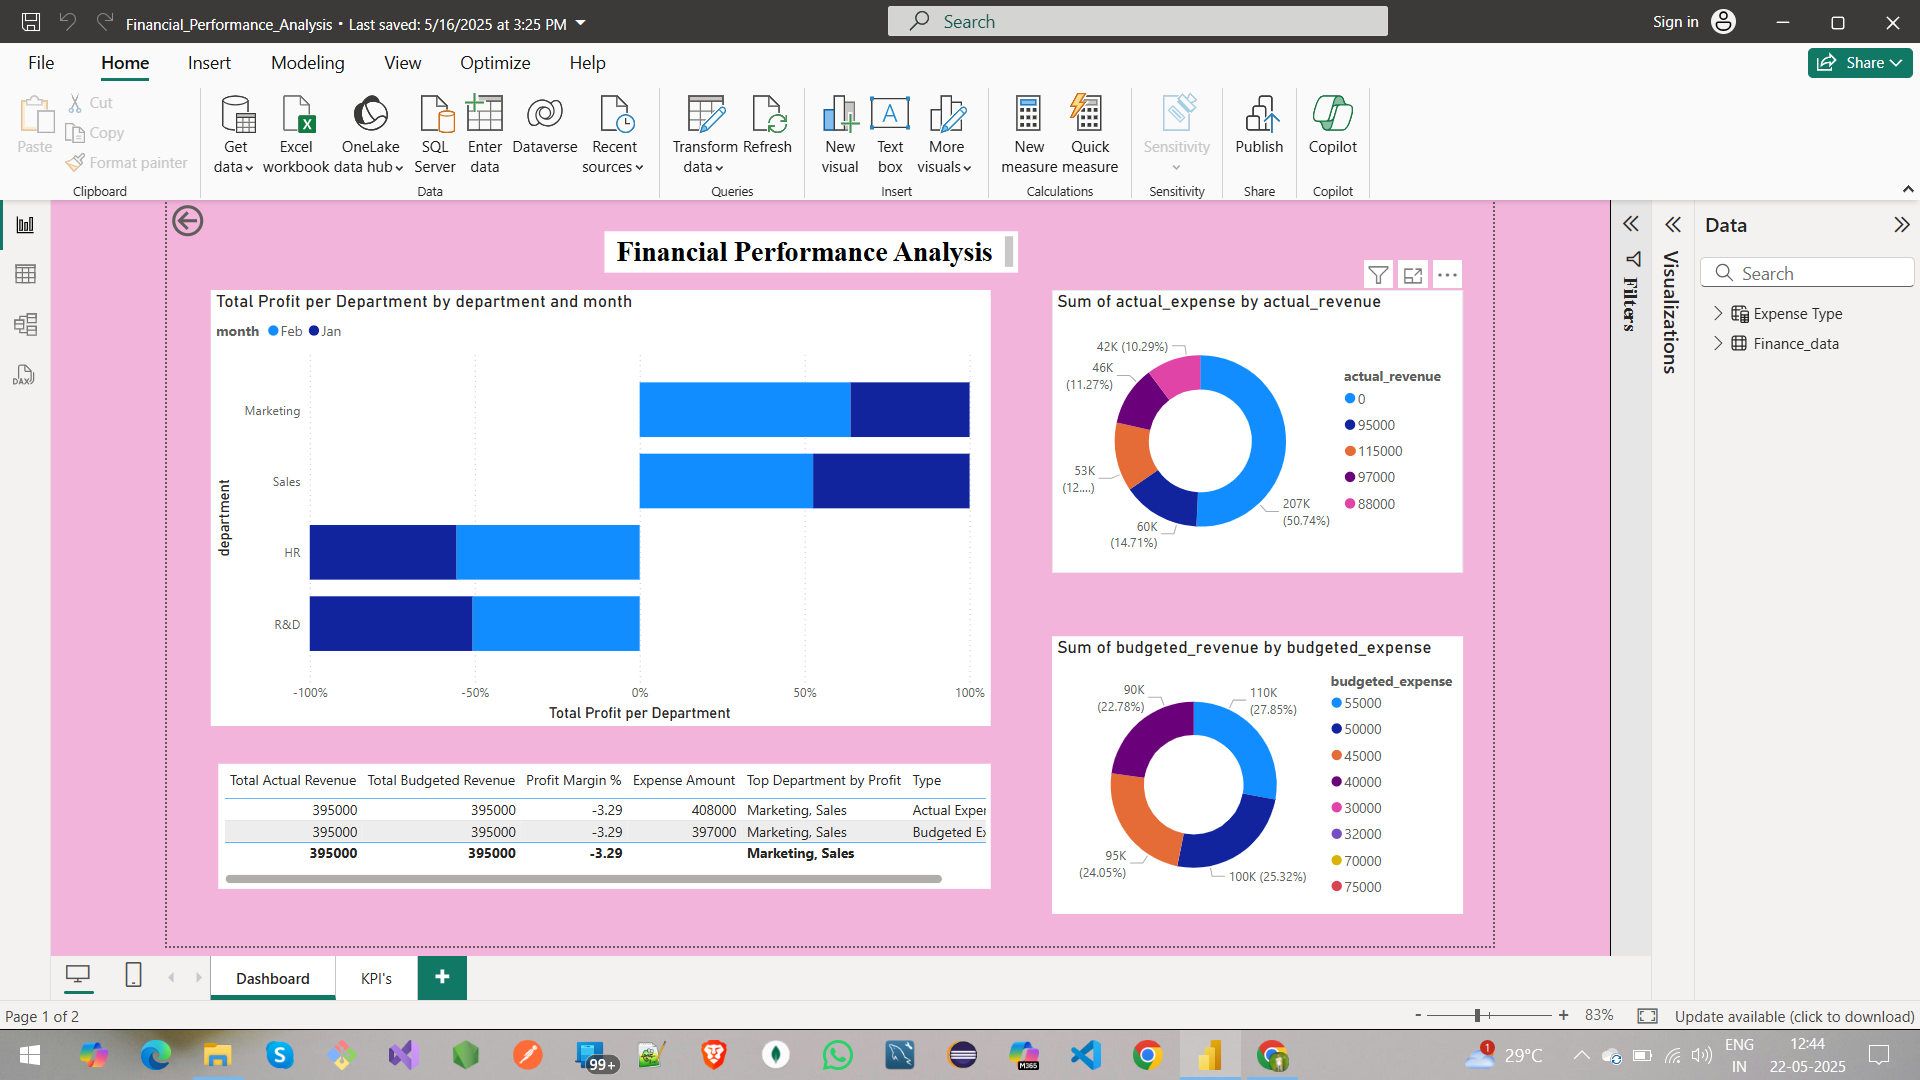 Financial_Performance_Analysis • Last saved: 5/16/2025 at 3:25 PM
Search
Sign in
File Home Insert Modeling View Optimize Help
Share
Paste
Cut
Copy
Format painter
Clipboard
Get data
Excel workbook
OneLake data hub
SQL Server
Enter data
Dataverse
Recent sources
Data
Transform data
Refresh
Queries
New visual
Text box
More visuals
Insert
New measure
Quick measure
Calculations
Sensitivity
Sensitivity
Publish
Share
Copilot
Copilot
Financial Performance Analysis
Total Profit per Department by department and month
month Feb Jan
department
Marketing
Sales
HR
R&D
-100% -50% 0% 50% 100%
Total Profit per Department
Sum of actual_expense by actual_revenue
42K (10.29%)
46K
(11.27%)
53K
(12....)
60K
(14.71%)
207K
(50.74%)
actual_revenue
0
95000
115000
97000
88000
Sum of budgeted_revenue by budgeted_expense
90K
(22.78%)
110K
(27.85%)
95K
(24.05%)
100K (25.32%)
budgeted_expense
55000
50000
45000
40000
30000
32000
70000
75000
Total Actual Revenue Total Budgeted Revenue Profit Margin % Expense Amount Top Department by Profit Type
395000 395000 -3.29 408000 Marketing, Sales Actual Exper
395000 395000 -3.29 397000 Marketing, Sales Budgeted Ex
395000 395000 -3.29 Marketing, Sales
Filters
Visualizations
Data
Search
Expense Type
Finance_data
DAX
Dashboard
KPI's
+
Page 1 of 2
- + 83%
Update available (click to download)
99+
M365
1
29°C
ENG
IN
12:44
22-05-2025